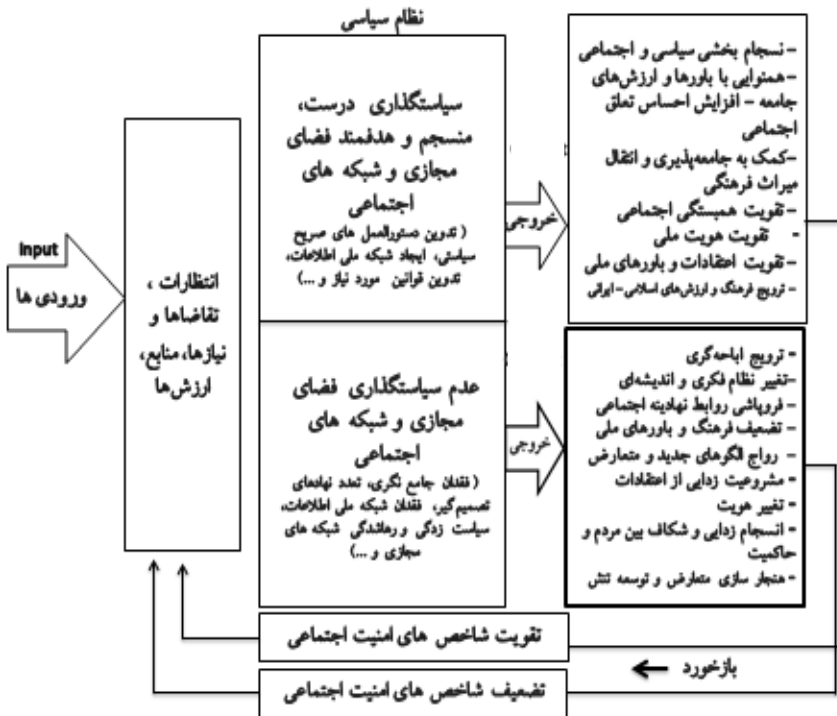 نظام سیاسی
Input
ورودی ها
انتظارات ،
تقاضاها و
نیازها، منابع،
ارزش‌ها
سیاستگذاری درست،
منسجم و هدفمند فضای
مجازی و شبکه های
اجتماعی
( تدوین دستورالعمل های صریح
سیاستی، ایجاد شبکه ملی اطلاعات،
تدوین قوانین مورد نیاز و ...)
خروجی
- نسجام بخشی سیاسی و اجتماعی
-همنوایی با باورها و ارزش‌های
جامعه - افزایش احساس تعلق
اجتماعی
-کمک به جامعه‌پذیری و انتقال
میراث فرهنگی
- تقویت همبستگی اجتماعی
- تقویت هویت ملی
- تقویت اعتقادات و باورهای ملی
- ترویج فرهنگ و ارزش‌های اسلامی- ایرانی
عدم سیاستگذاری فضای
مجازی و شبکه های
اجتماعی
( فقدان جامع نگری، تعدد نهادهای
تصمیم‌گیر، فقدان شبکه ملی اطلاعات،
سیاست زدگی و رهاشدگی شبکه های
مجازی و ...)
خروجی
- ترویج اباحه‌گری
-تغییر نظام فکری و اندیشه‌ای
- فروپاشی روابط نهادینه اجتماعی
- تضعیف فرهنگ و باورهای ملی
- رواج الگوهای جدید و متعارض
- مشروعیت زدایی از اعتقادات
- تغییر هویت
- انسجام زدایی و شکاف بین مردم و
حاکمیت
- هنجار سازی متعارض و توسعه تنش
تقویت شاخص های امنیت اجتماعی
بازخورد
تضعیف شاخص های امنیت اجتماعی